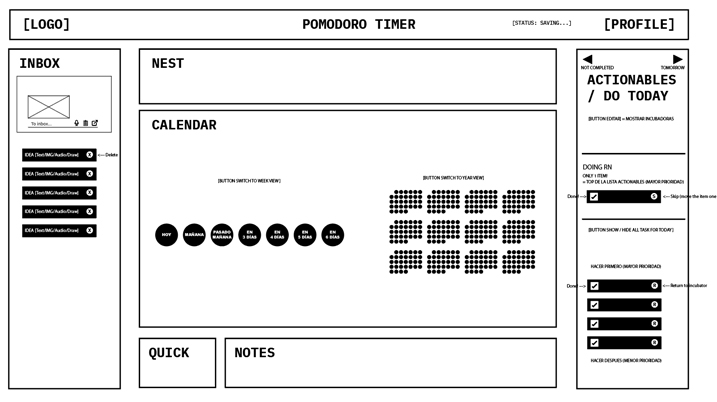 [LOGO]
POMODORO TIMER
[STATUS: SAVING...]
[PROFILE]
INBOX
To inbox...
IDEA [Text/IMG/Audio/Draw] X
<-- Delete
IDEA [Text/IMG/Audio/Draw] X
IDEA [Text/IMG/Audio/Draw] X
IDEA [Text/IMG/Audio/Draw] X
IDEA [Text/IMG/Audio/Draw] X
NEST
CALENDAR
[BUTTON SWITCH TO WEEK VIEW]
[BUTTON SWITCH TO YEAR VIEW]
HOY
MAÑANA
PASADO
MAÑANA
EN
3 DÍAS
EN
4 DÍAS
EN
5 DÍAS
EN
6 DÍAS
QUICK
NOTES
NOT COMPLETED
TOMORROW
ACTIONABLES
/ DO TODAY
[BUTTON EDITAR] = MOSTRAR INCUBADORAS
DOING RN
ONLY 1 ITEM!
= TOP DE LA LISTA ACTIONABLES (MAYOR PRIORIDAD)
Done! -->
S
<-- Skip (move the item one
[BUTTON SHOW / HIDE ALL TASK FOR TODAY]
HACER PRIMERO (MAYOR PRIORIDAD)
Done! -->
R
<-- Return to incubator
R
R
R
HACER DESPUES (MENOR PRIORIDAD)